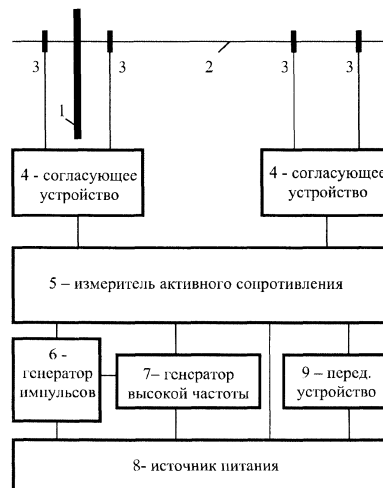 3
3
2
3
3
1
4 - согласующее
устройство
4 - согласующее
устройство
5 – измеритель активного сопротивления
6 -
генератор
импульсов
7– генератор
высокой частоты
9 – перед.
устройство
8- источник питания